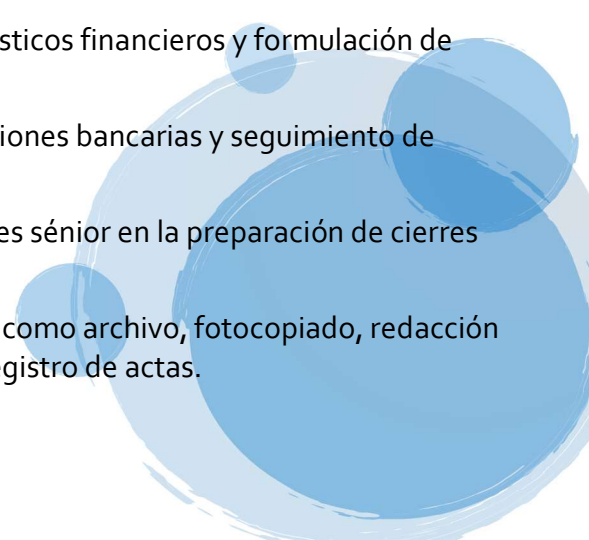 sticos financieros y formulación de
iones bancarias y seguimiento de
es sénior en la preparación de cierres
como archivo, fotocopiado, redacción
egistro de actas.